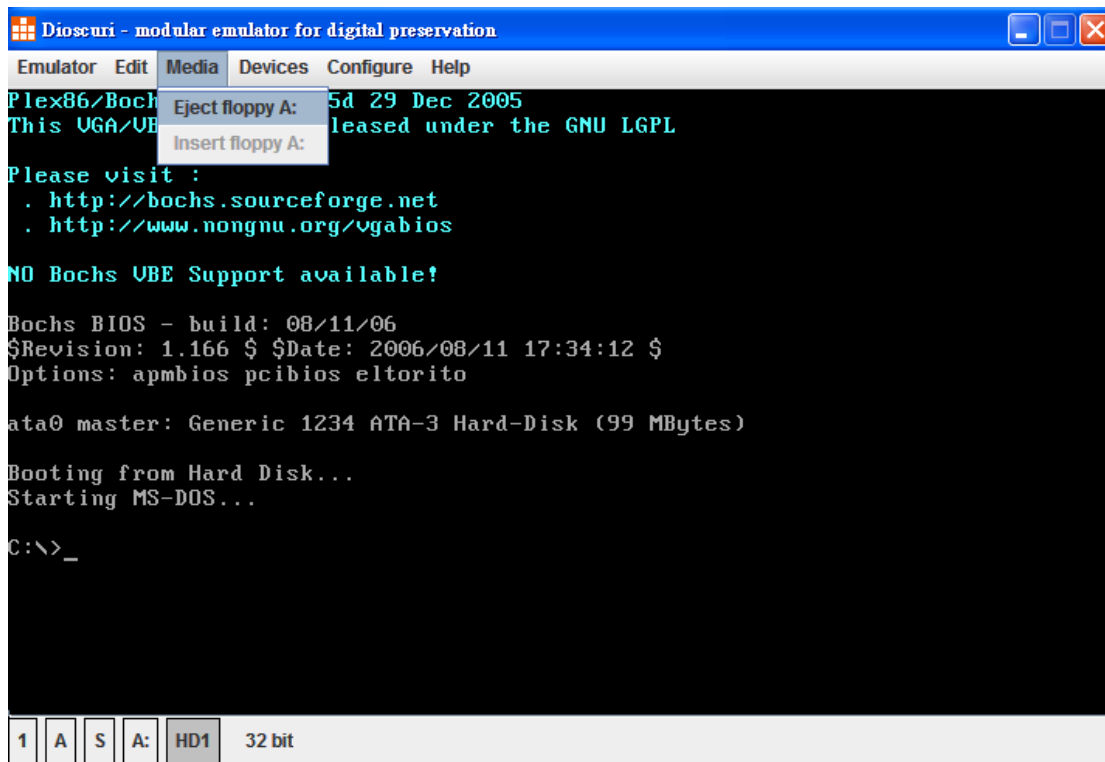 Dioscuri - modular emulator for digital preservation
Emulator Edit Media Devices Configure Help
Eject floppy A:
Insert floppy A:
Plex86/Boch 5d 29 Dec 2005
This VGA/VB leased under the GNU LGPL
Please visit :
. http://bochs.sourceforge.net
. http://www.nongnu.org/vgabios
NO Bochs VBE Support available!
Bochs BIOS - build: 08/11/06
$Revision: 1.166 $ $Date: 2006/08/11 17:34:12 $
Options: apmbios pcibios eltorito
ata0 master: Generic 1234 ATA-3 Hard-Disk (99 MBytes)
Booting from Hard Disk...
Starting MS-DOS...
C:\>_
1 A S A: HD1 32 bit